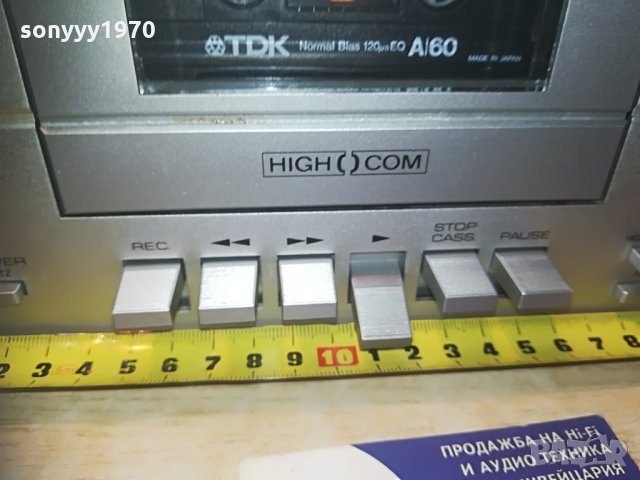 sonyyy1970
TDK Normal Bias 120μs EQ A/60
MADE IN JAPAN
HIGH COM
REC. ◀◀ ▶▶ ▶ STOP CASS. PAUSE
2 3 4 5 6 7 8 9 10 1 2 3 4 5 6 7 8
ПРОДАЖБА НА Hi-Fi
И АУДИО ТЕХНИКА